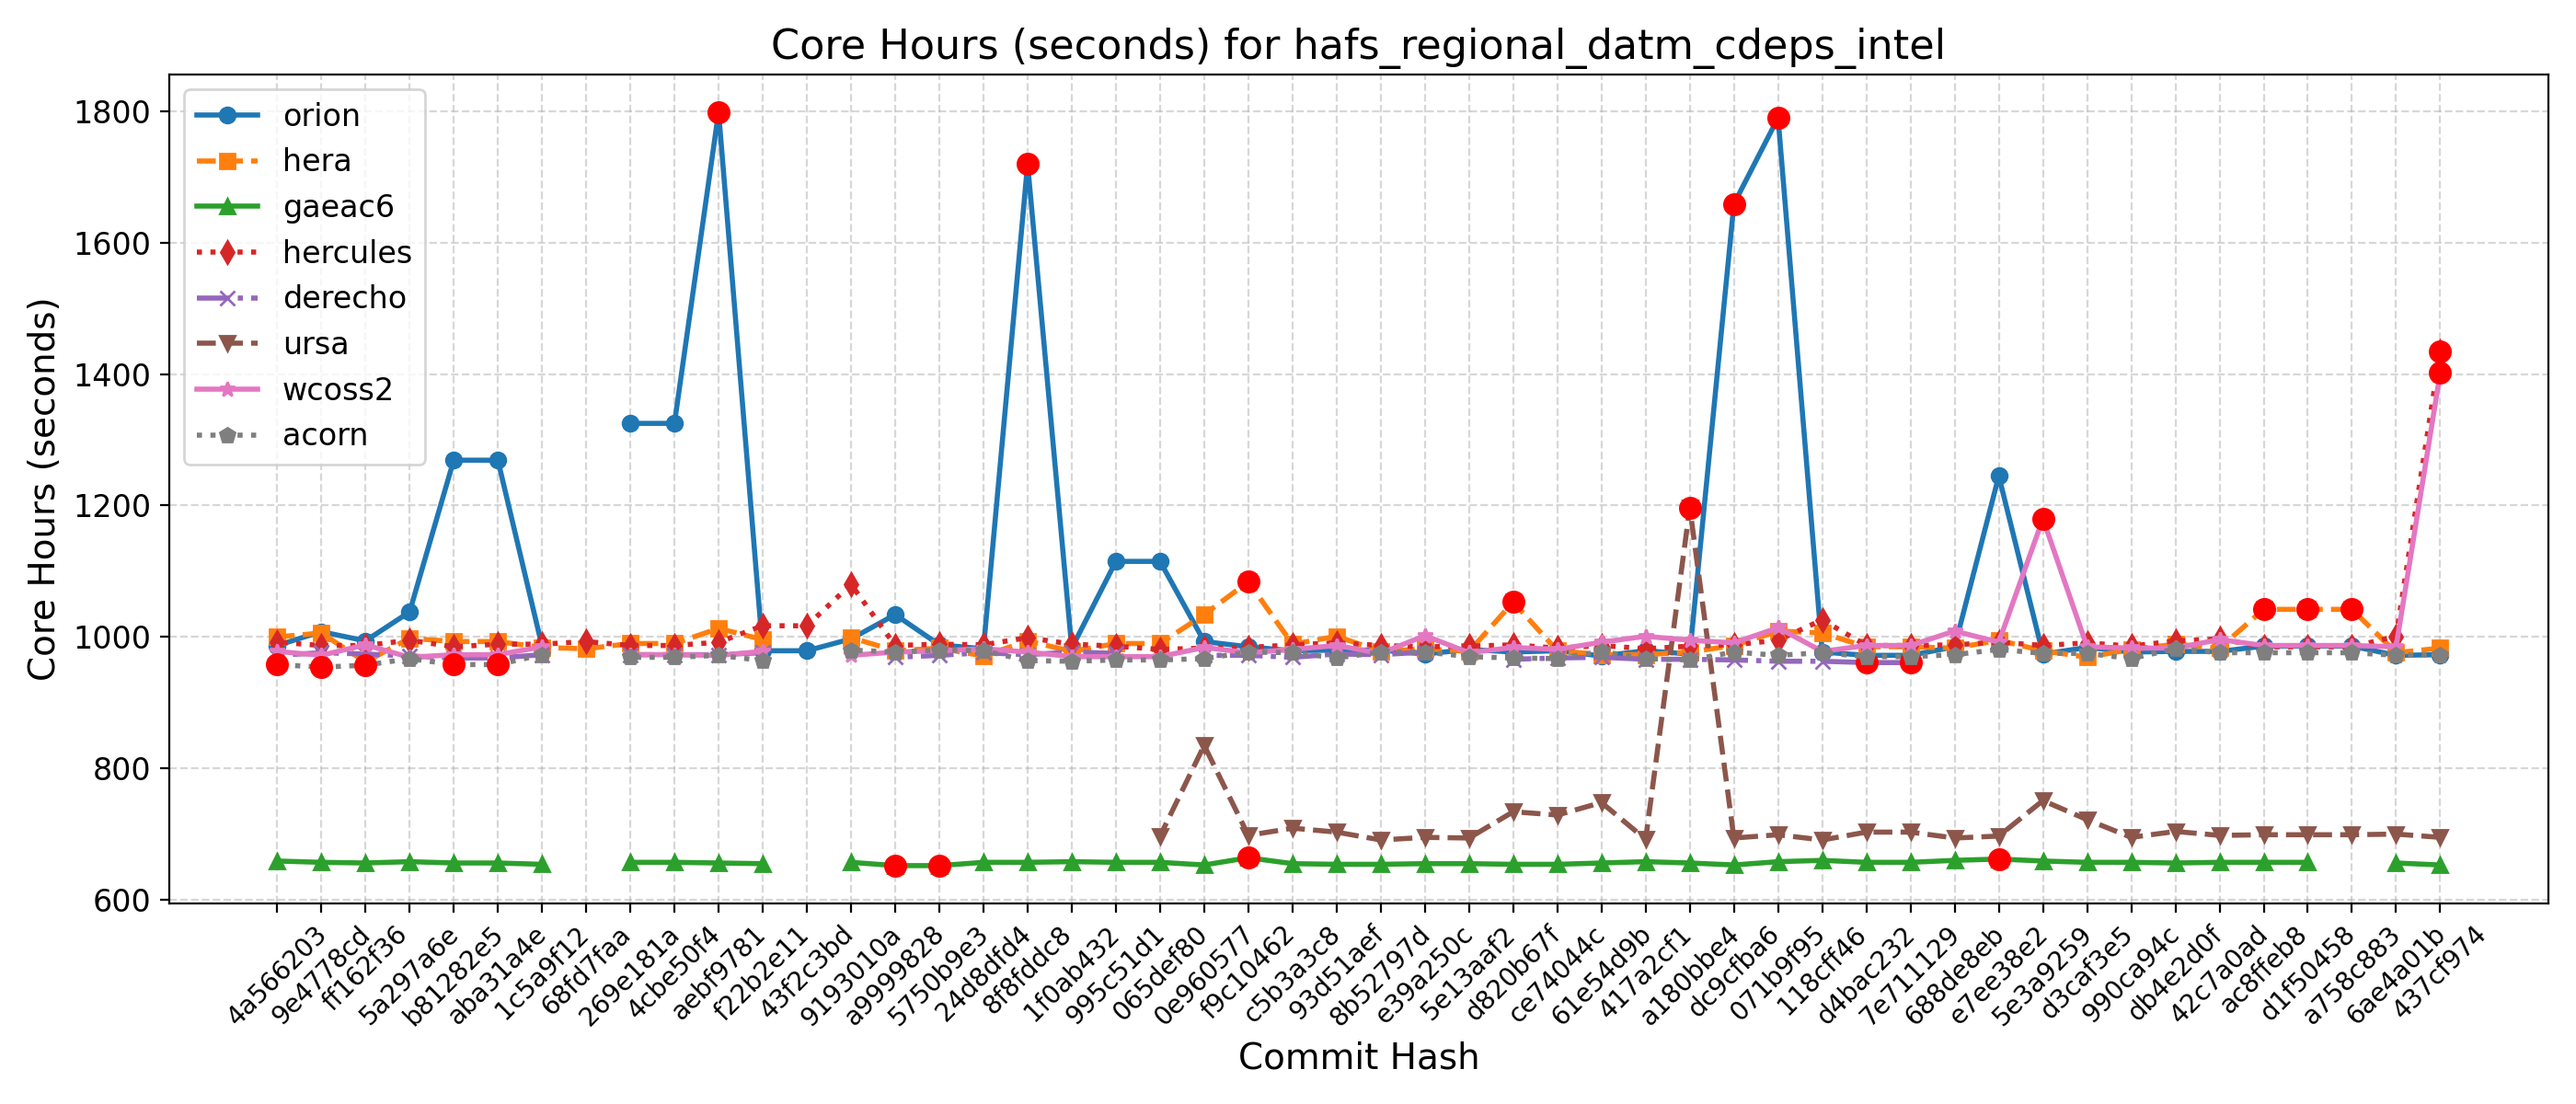 Core Hours (seconds) for hafs_regional_datm_cdeps_intel
Core Hours (seconds)
1800
1600
1400
1200
1000
800
600
orion
hera
gaeac6
hercules
derecho
ursa
wcoss2
acorn
4a566203
9e4778cd
ff162f36
5a297a6e
b81282e5
aba31a4e
1c5a9f12
68fd7faa
269e181a
4cbe50f4
aebf9781
f22b2e11
43f2c3bd
9193010a
a9999828
5750b9e3
24d8dfd4
8f8fddc8
1f0ab432
995c51d1
065def80
0e960577
f9c10462
c5b3a3c8
93d51aef
8b52797d
e39a250c
5e13aaf2
d820b67f
ce74044c
61e54d9b
417a2cf1
a180bbe4
dc9cfba6
071b9f95
118cff46
d4bac232
7e711129
688de8eb
e7ee38e2
5e3a9259
d3caf3e5
990ca94c
db4e2d0f
42c7a0ad
ac8ffeb8
d1f50458
a758c883
6ae4a01b
437cf974
Commit Hash